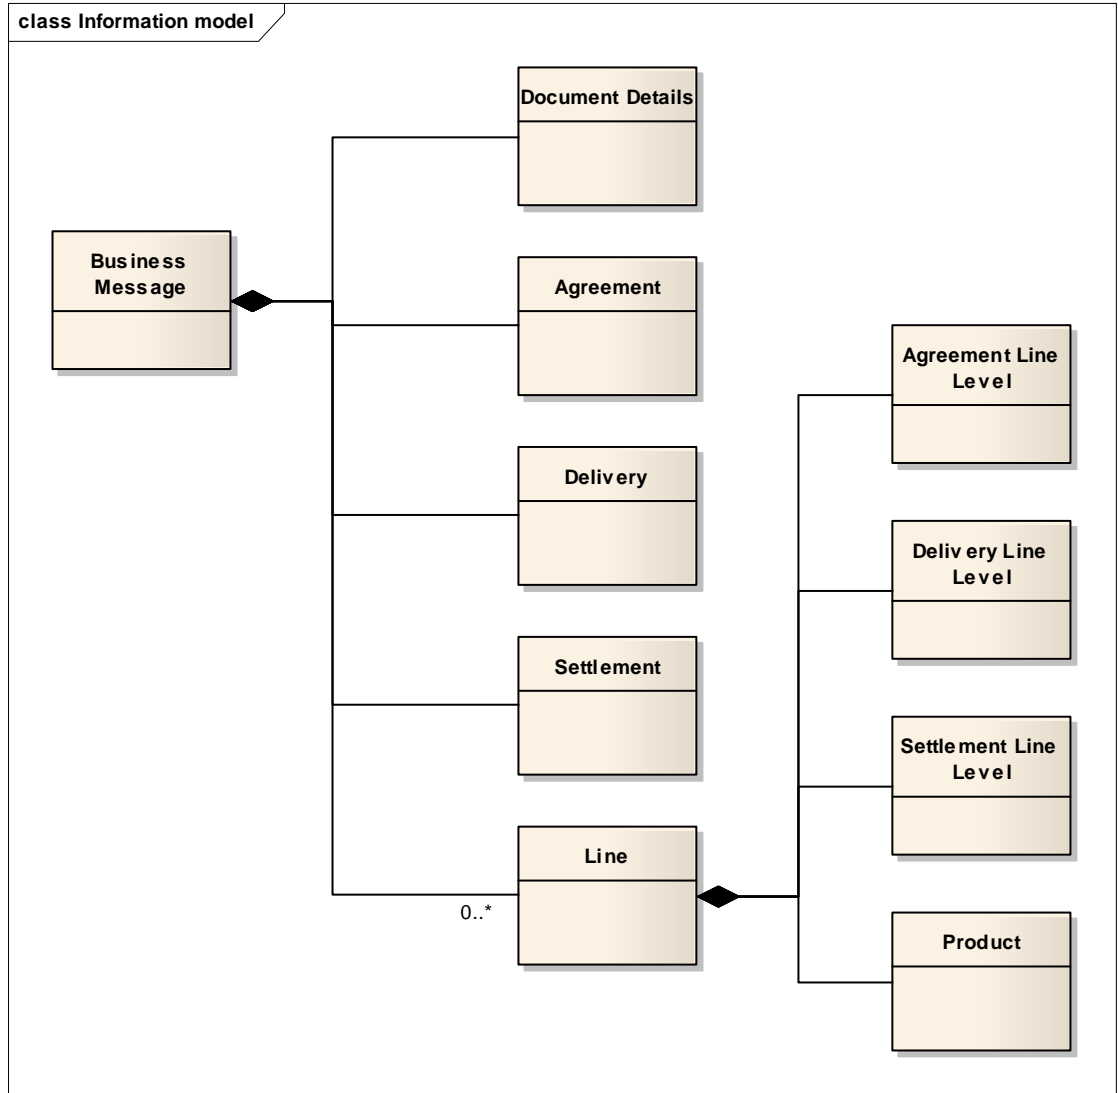 class Information model
Document Details
Business
Message
Agreement
Agreement Line
Level
Delivery
Delivery Line
Level
Settlement
Settlement Line
Level
Line
0..*
Product